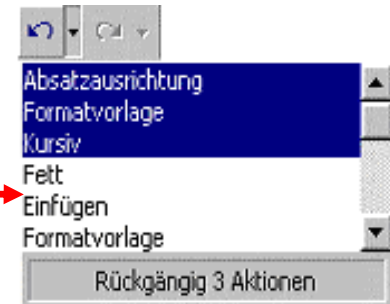 Absatzausrichtung
Formatvorlage
Kursiv
Fett
Einfügen
Formatvorlage
Rückgängig 3 Aktionen